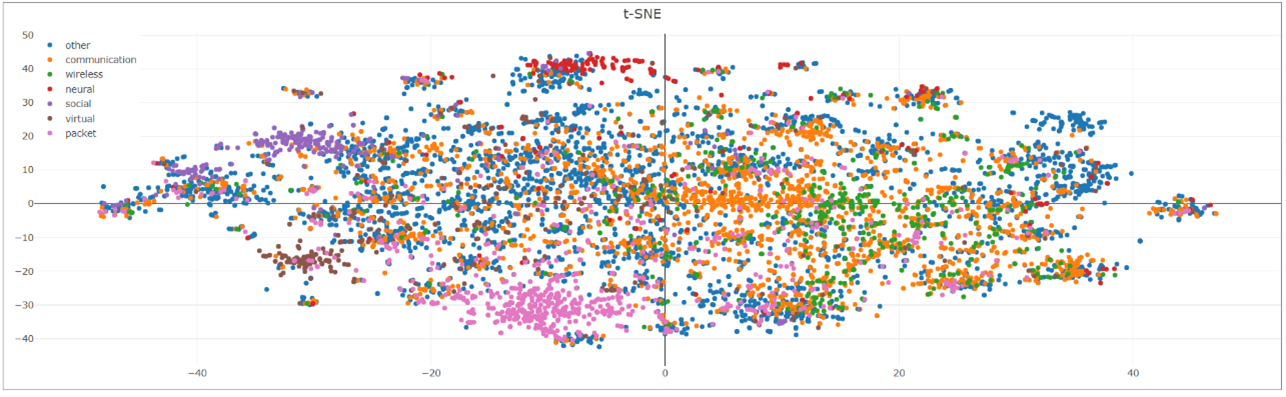 t-SNE
50
40
30
20
10
0
−10
−20
−30
−40
other
communication
wireless
neural
social
virtual
packet
−40
−20
0
20
40